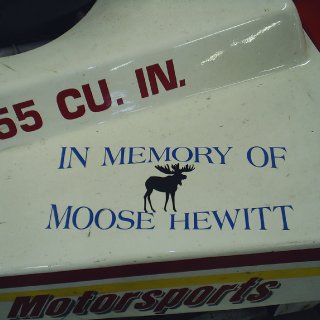 55 CU. IN.
IN MEMORY OF
MOOSE HEWITT
Motorsports